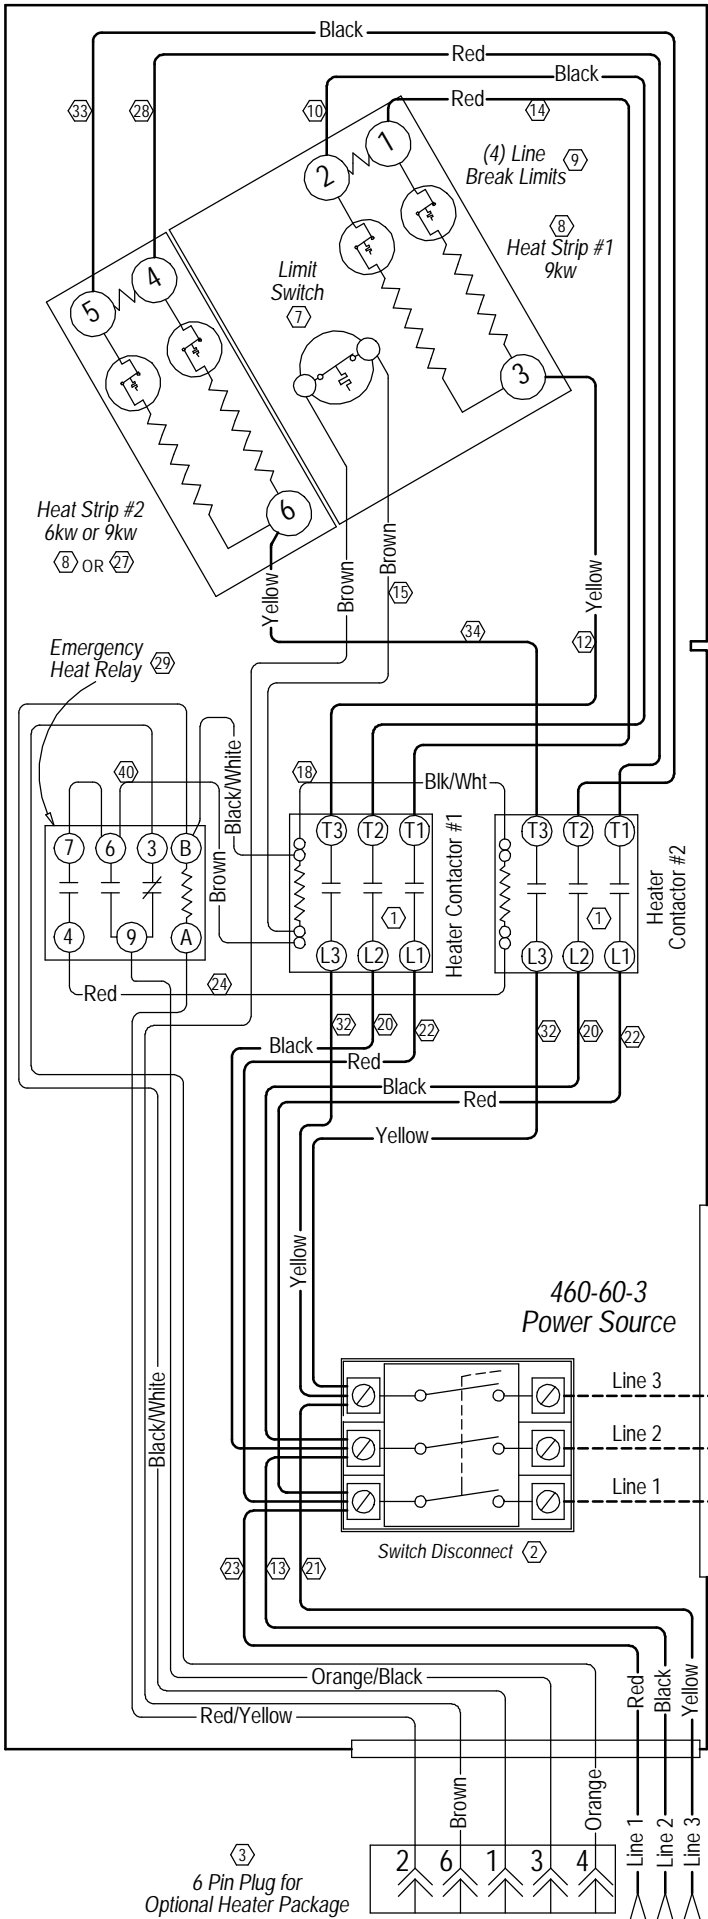 Black
Red
Black
Red
33
28
10
14
(4) Line
Break Limits
9
8
Heat Strip #1
9kw
1
2
3
4
5
6
Limit
Switch
7
Heat Strip #2
6kw or 9kw
8 OR 27
Yellow
Brown
Brown
15
Yellow
34
12
Emergency
Heat Relay
29
40
Black/White
18
Blk/Wht
Brown
7 6 3 B
4 9 A
T3 T2 T1
1
L3 L2 L1
Heater Contactor #1
T3 T2 T1
1
L3 L2 L1
Heater
Contactor #2
Red
24
32
20
22
32
20
22
Black
Red
Black
Red
Yellow
Yellow
460-60-3
Power Source
Line 3
Line 2
Line 1
Black/White
Switch Disconnect 2
23
13
21
Orange/Black
Red/Yellow
Red
Black
Yellow
Brown
Orange
Line 1
Line 2
Line 3
3
6 Pin Plug for
Optional Heater Package
2 6 1 3 4